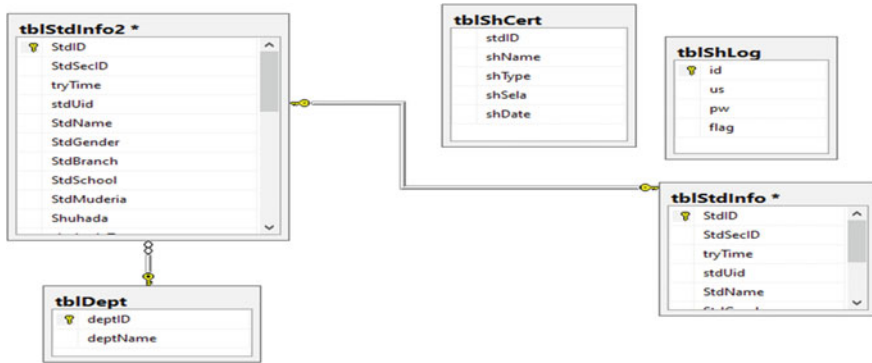 tblStdInfo2 *
StdID
StdSecID
tryTime
stdUid
StdName
StdGender
StdBranch
StdSchool
StdMuderia
Shuhada
tblShCert
stdID
shName
shType
shSela
shDate
tblShLog
id
us
pw
flag
tblStdInfo *
StdID
StdSecID
tryTime
stdUid
StdName
tblDept
deptID
deptName